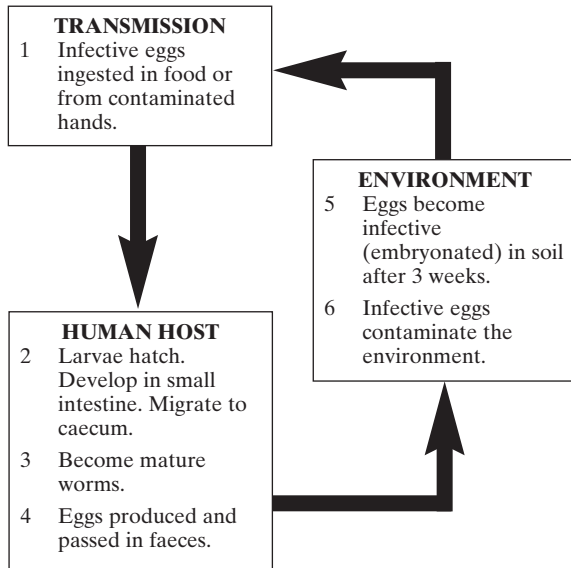 TRANSMISSION
1 Infective eggs
ingested in food or
from contaminated
hands.
HUMAN HOST
2 Larvae hatch.
Develop in small
intestine. Migrate to
caecum.
3 Become mature
worms.
4 Eggs produced and
passed in faeces.
ENVIRONMENT
5 Eggs become
infective
(embryonated) in soil
after 3 weeks.
6 Infective eggs
contaminate the
environment.